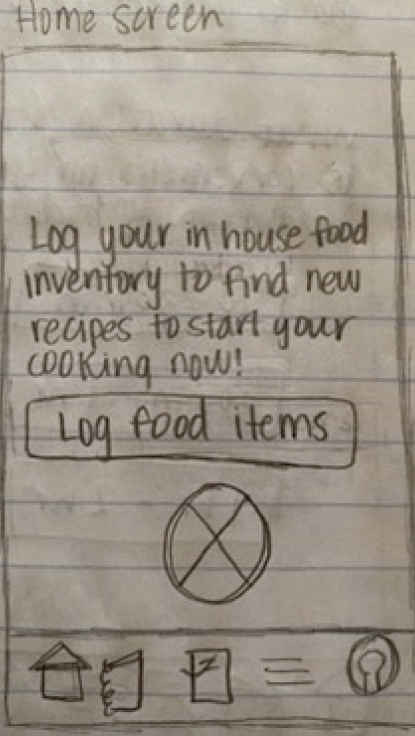 Home Screen
Log your in house food
inventory to find new
recipes to start your
cooking now!
Log food items